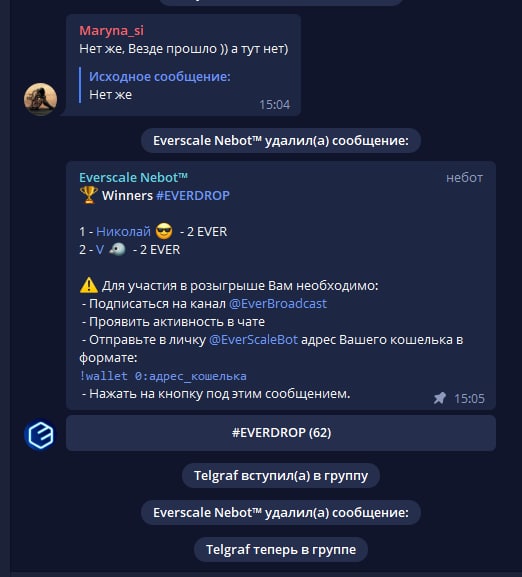 Maryna_si
Нет же, Везде прошло )) а тут нет)
Исходное сообщение:
Нет же
15:04
Everscale Nebot™ удалил(а) сообщение:
Everscale Nebot™ небот
🏆 Winners #EVERDROP
1 - Николай 😎 - 2 EVER
2 - V - 2 EVER
⚠️ Для участия в розыгрыше Вам необходимо:
- Подписаться на канал @EverBroadcast
- Проявить активность в чате
- Отправьте в личку @EverScaleBot адрес Вашего кошелька в
формате:
!wallet 0:адрес_кошелька
- Нажать на кнопку под этим сообщением.
15:05
#EVERDROP (62)
Telgraf вступил(а) в группу
Everscale Nebot™ удалил(а) сообщение:
Telgraf теперь в группе